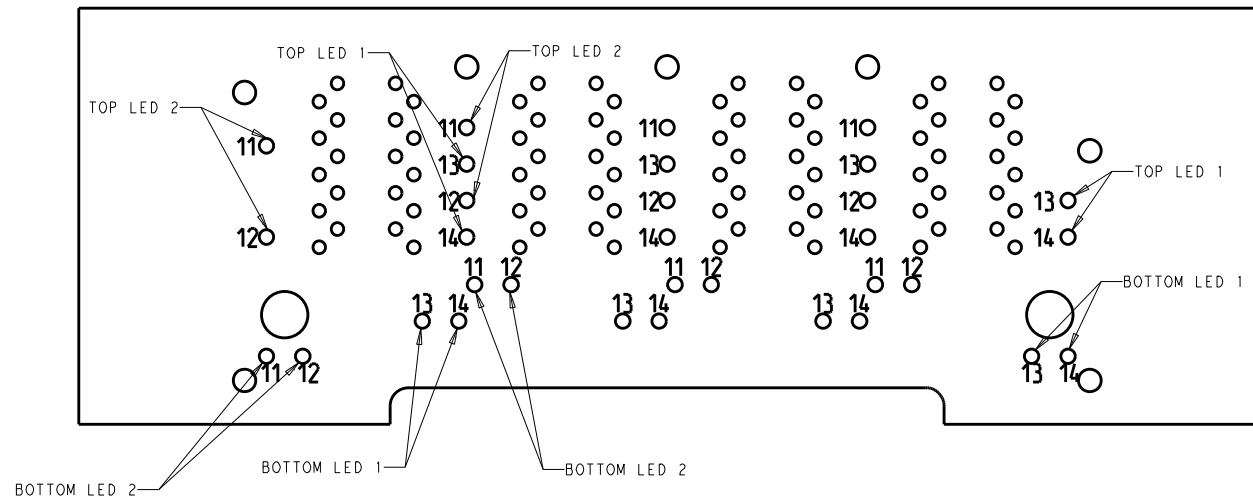 TOP LED 1
TOP LED 2
TOP LED 2
11 11 11
11
13 13 13
TOP LED 1
12 12 12 13
12 14 14 14 14
11 12 11 12 11 12
BOTTOM LED 1
13 14 13 14 13 14
11 12 13 14
BOTTOM LED 1
BOTTOM LED 2
BOTTOM LED 2